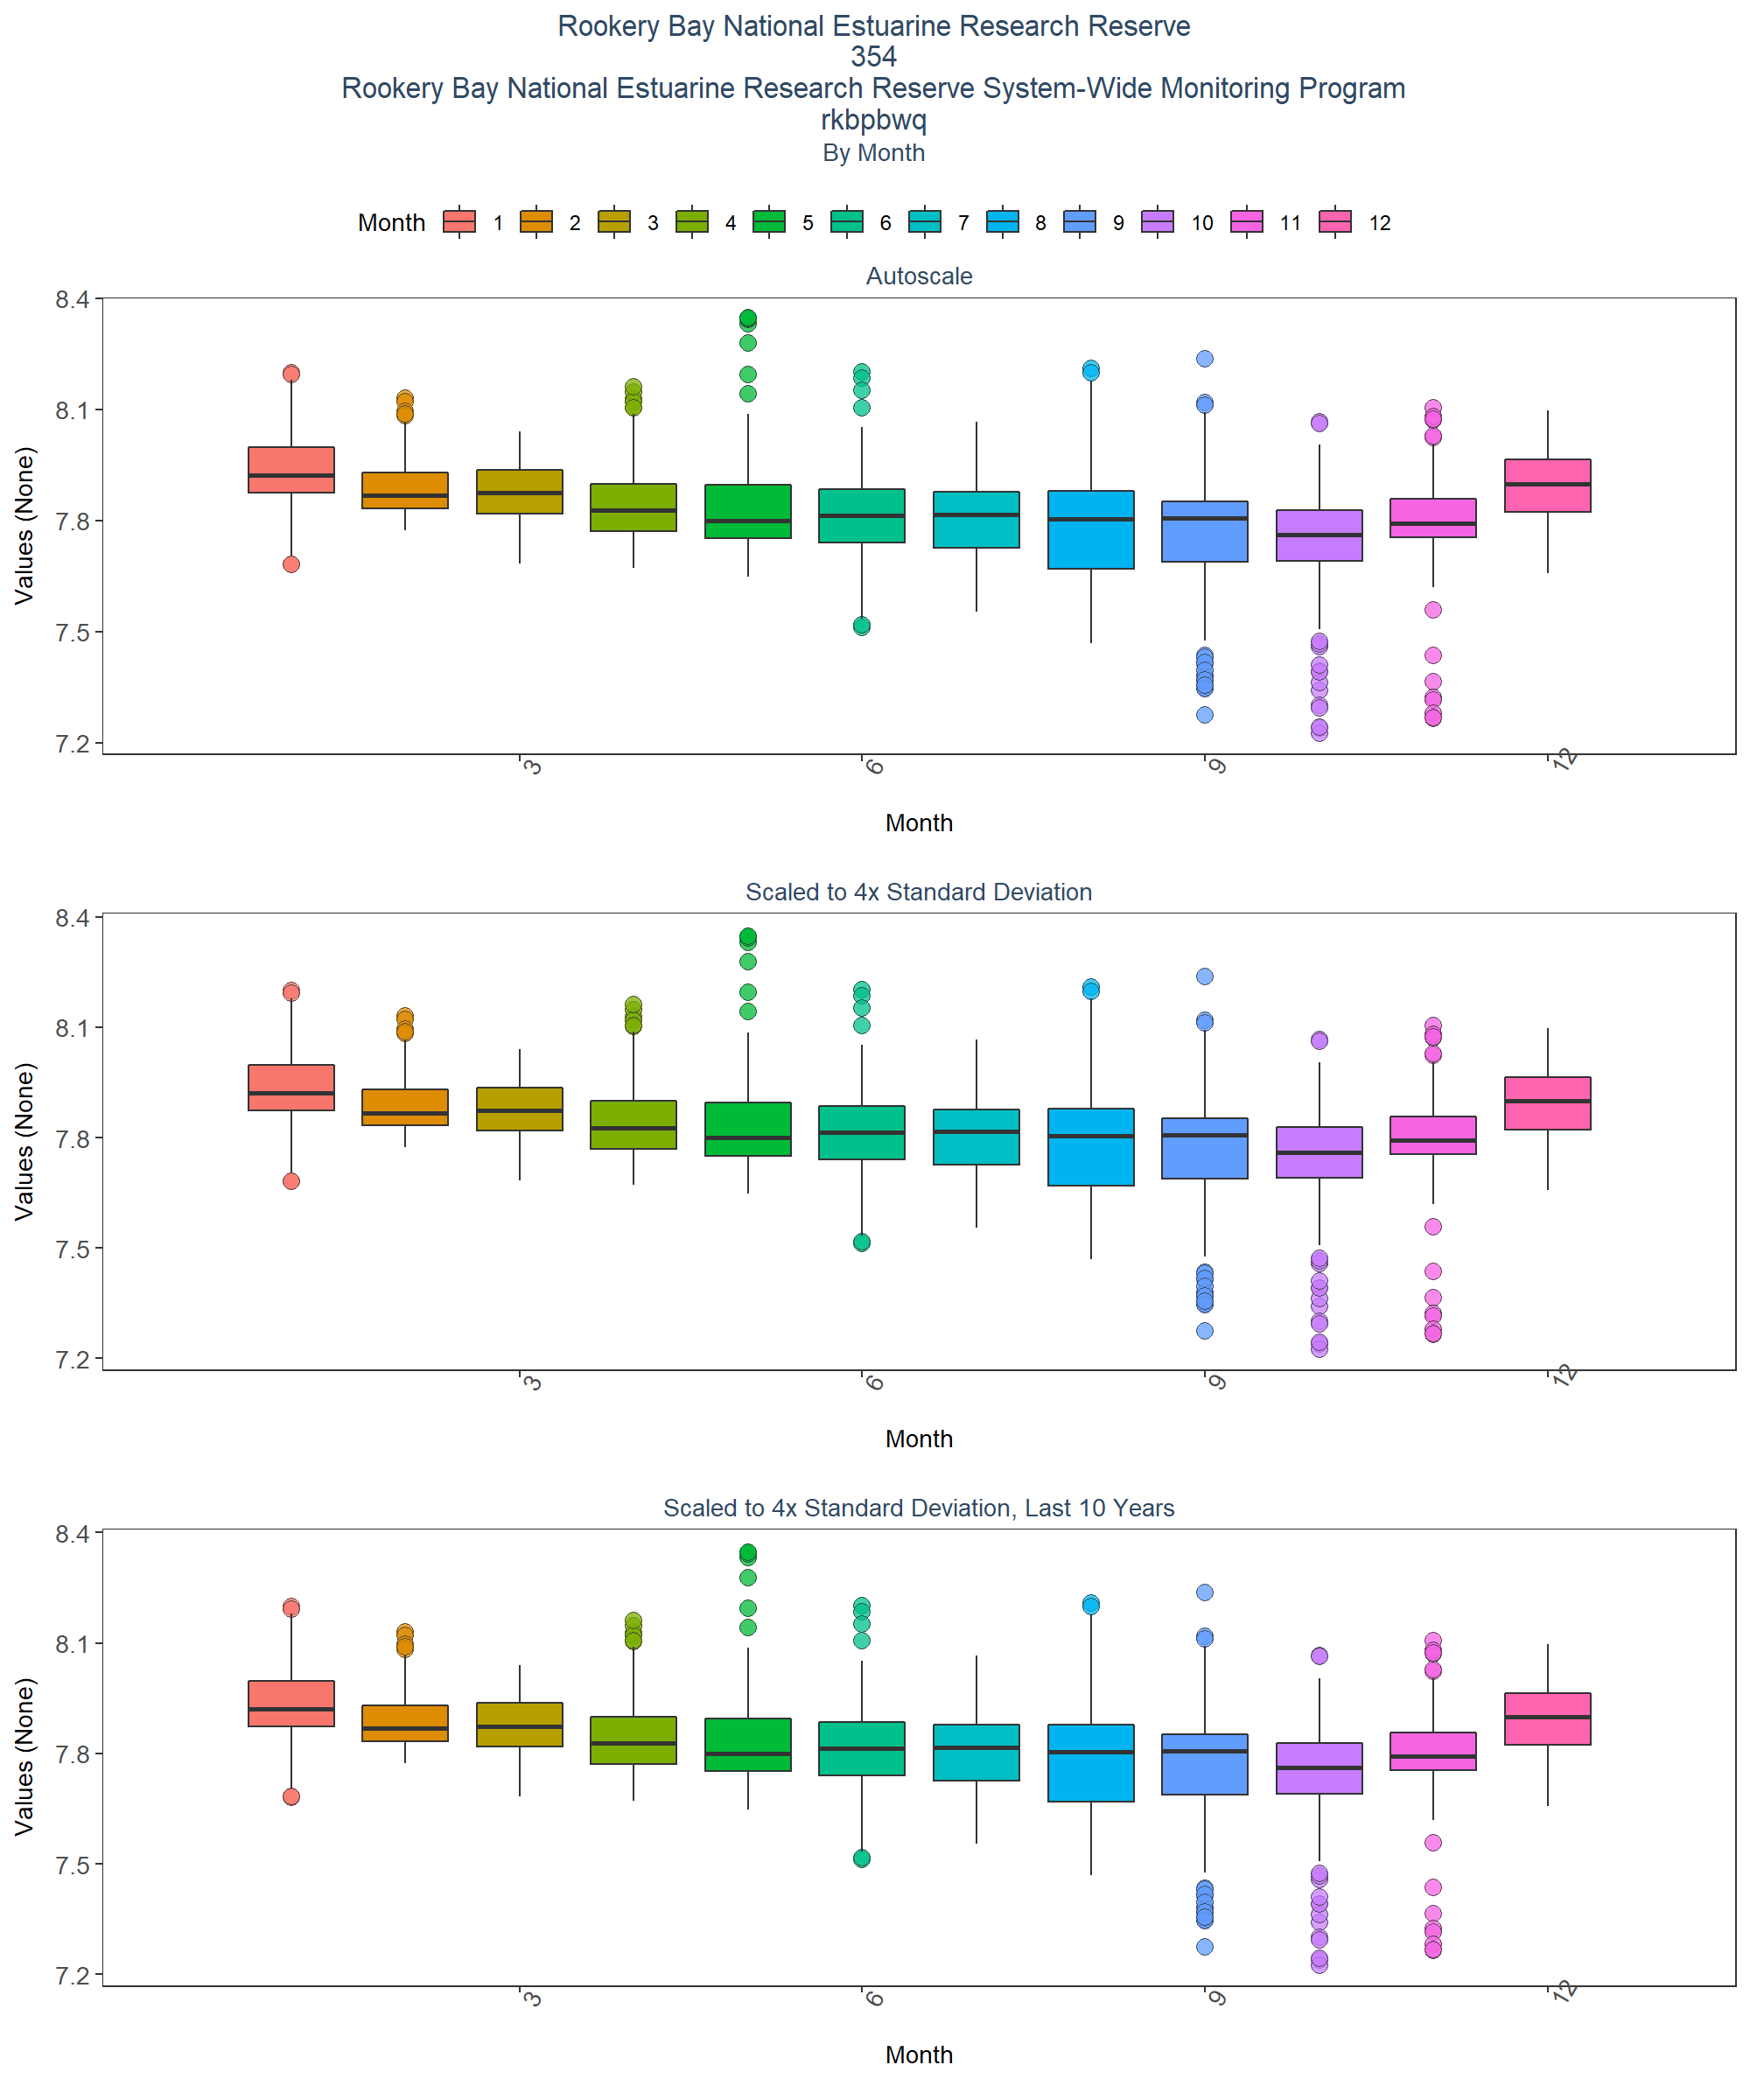 Rookery Bay National Estuarine Research Reserve
354
Rookery Bay National Estuarine Research Reserve System-Wide Monitoring Program
rkbpbwq
By Month
Month 1 2 3 4 5 6 7 8 9 10 11 12
Autoscale
Values (None)
8.4
8.1
7.8
7.5
7.2
3 6 9 12
Month
Scaled to 4x Standard Deviation
Values (None)
8.4
8.1
7.8
7.5
7.2
3 6 9 12
Month
Scaled to 4x Standard Deviation, Last 10 Years
Values (None)
8.4
8.1
7.8
7.5
7.2
3 6 9 12
Month